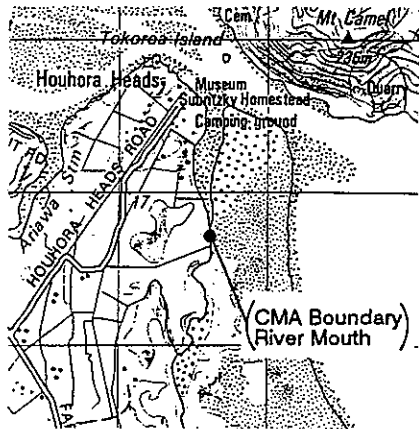 Cem.
Mt Camel
Tokoroa Island
236m
Houhora Heads
Museum
Subritzky Homestead
Camping Ground
Quarry
HOUHORA HEADS ROAD
17
(CMA Boundary)
(River Mouth)